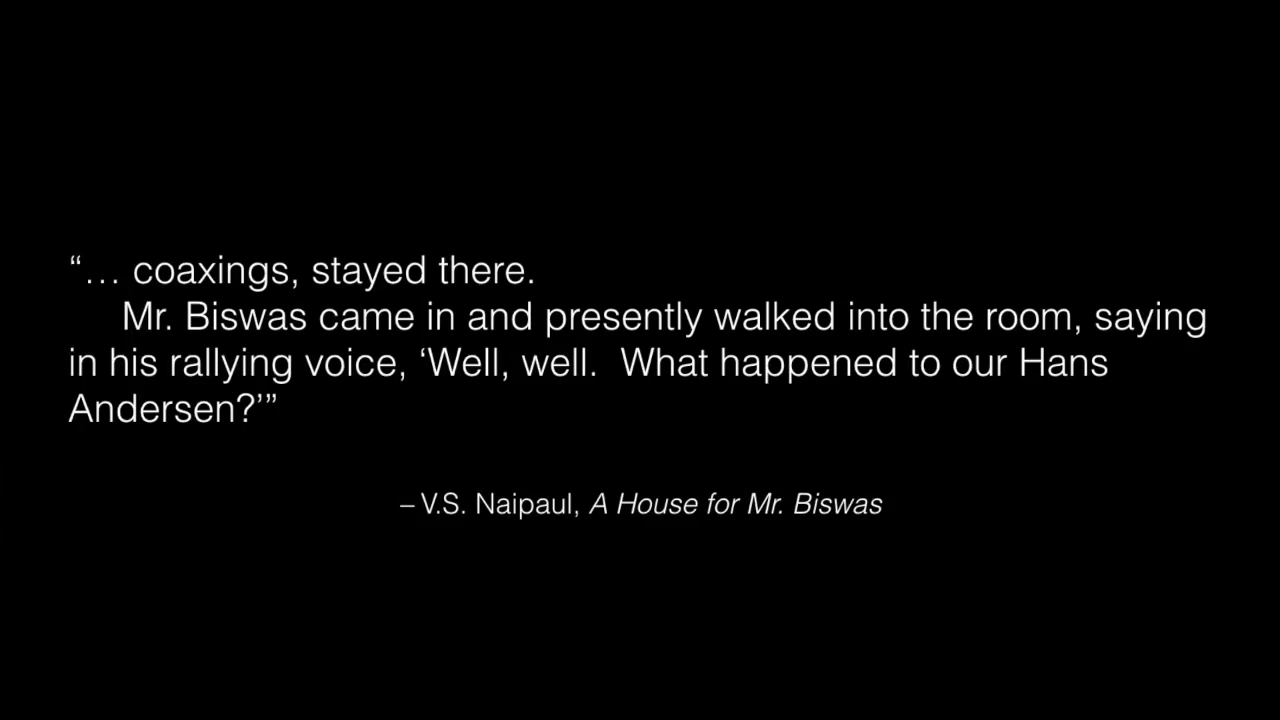 “… coaxings, stayed there.
Mr. Biswas came in and presently walked into the room, saying
in his rallying voice, ‘Well, well.  What happened to our Hans
Andersen?’”
– V.S. Naipaul, A House for Mr. Biswas